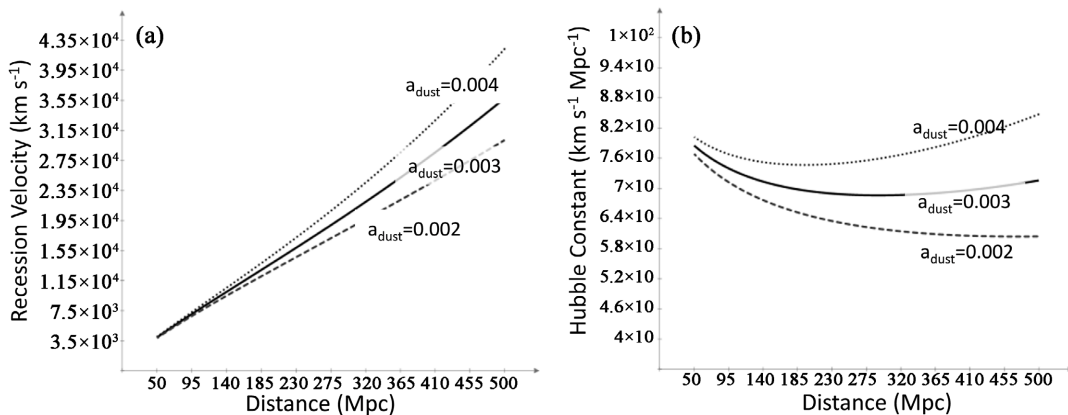 (a)
Recession Velocity (km s⁻¹)
4.35×10⁴
3.95×10⁴
3.55×10⁴
3.15×10⁴
2.75×10⁴
2.35×10⁴
1.95×10⁴
1.55×10⁴
1.15×10⁴
7.5×10³
3.5×10³
a_dust=0.004
a_dust=0.003
a_dust=0.002
50 95 140 185 230 275 320 365 410 455 500
Distance (Mpc)
(b)
Hubble Constant (km s⁻¹ Mpc⁻¹)
1×10²
9.4×10
8.8×10
8.2×10
7.6×10
7×10
6.4×10
5.8×10
5.2×10
4.6×10
4×10
a_dust=0.004
a_dust=0.003
a_dust=0.002
50 95 140 185 230 275 320 365 410 455 500
Distance (Mpc)